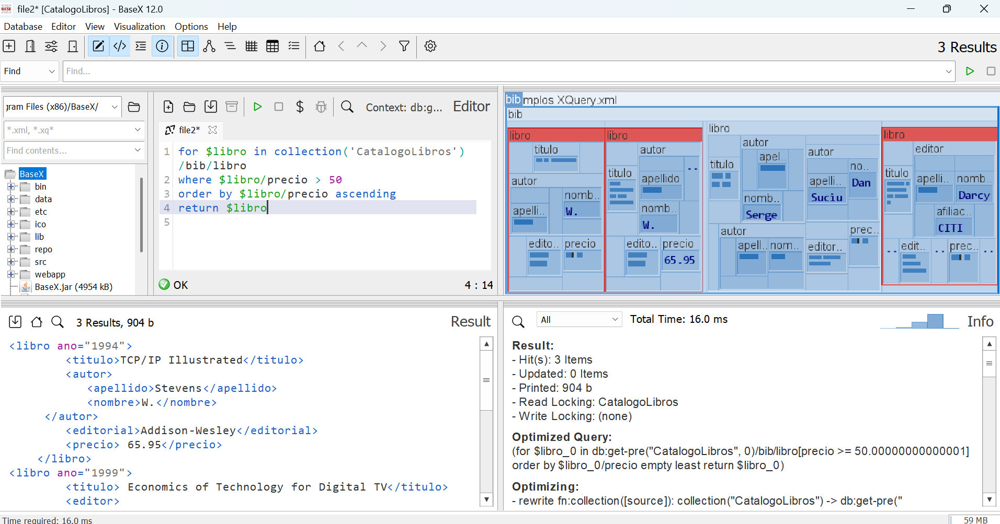 file2* [CatalogoLibros] - BaseX 12.0
Database Editor View Visualization Options Help
3 Results
Find Find...
ɪram Files (x86)/BaseX/
*.xml, *.xq*
Find contents...
BaseX
bin
data
etc
ico
lib
repo
src
webapp
BaseX.jar (4954 kB)
Context: db:g... Editor
file2*
1 for $libro in collection('CatalogoLibros')
/bib/libro
2 where $libro/precio > 50
3 order by $libro/precio ascending
4 return $libro
5
OK 4 : 14
bib mplos XQuery.xml
bib
libro
titulo
autor
apelli..
nomb..
W.
edito..
precio
libro
titulo
autor
apellido
..
nomb..
W.
edito..
precio
65.95
libro
titulo
autor
apel..
nomb..
Serge
autor
apelli..
Suciu
no..
Dan
autor
apell..
nom..
editor..
prec..
libro
titulo
editor
apelli..
nomb..
Darcy
afiliac..
CITI
..
edit..
..
prec..
..
3 Results, 904 b Result
<libro ano="1994">
<titulo>TCP/IP Illustrated</titulo>
<autor>
<apellido>Stevens</apellido>
<nombre>W.</nombre>
</autor>
<editorial>Addison-Wesley</editorial>
<precio> 65.95</precio>
</libro>
<libro ano="1999">
<titulo> Economics of Technology for Digital TV</titulo>
<editor>
All Total Time: 16.0 ms Info
Result:
- Hit(s): 3 Items
- Updated: 0 Items
- Printed: 904 b
- Read Locking: CatalogoLibros
- Write Locking: (none)
Optimized Query:
(for $libro_0 in db:get-pre("CatalogoLibros", 0)/bib/libro[precio >= 50.00000000000001]
order by $libro_0/precio empty least return $libro_0)
Optimizing:
- rewrite fn:collection([source]): collection("CatalogoLibros") -> db:get-pre("
Time required: 16.0 ms 59 MB